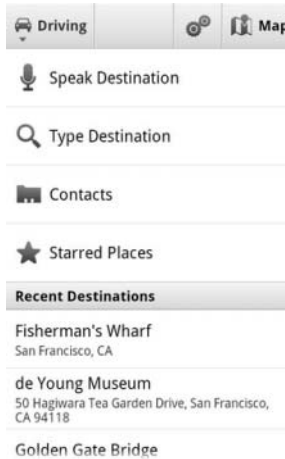 Driving
Map
Speak Destination
Type Destination
Contacts
Starred Places
Recent Destinations
Fisherman's Wharf
San Francisco, CA
de Young Museum
50 Hagiwara Tea Garden Drive, San Francisco,
CA 94118
Golden Gate Bridge